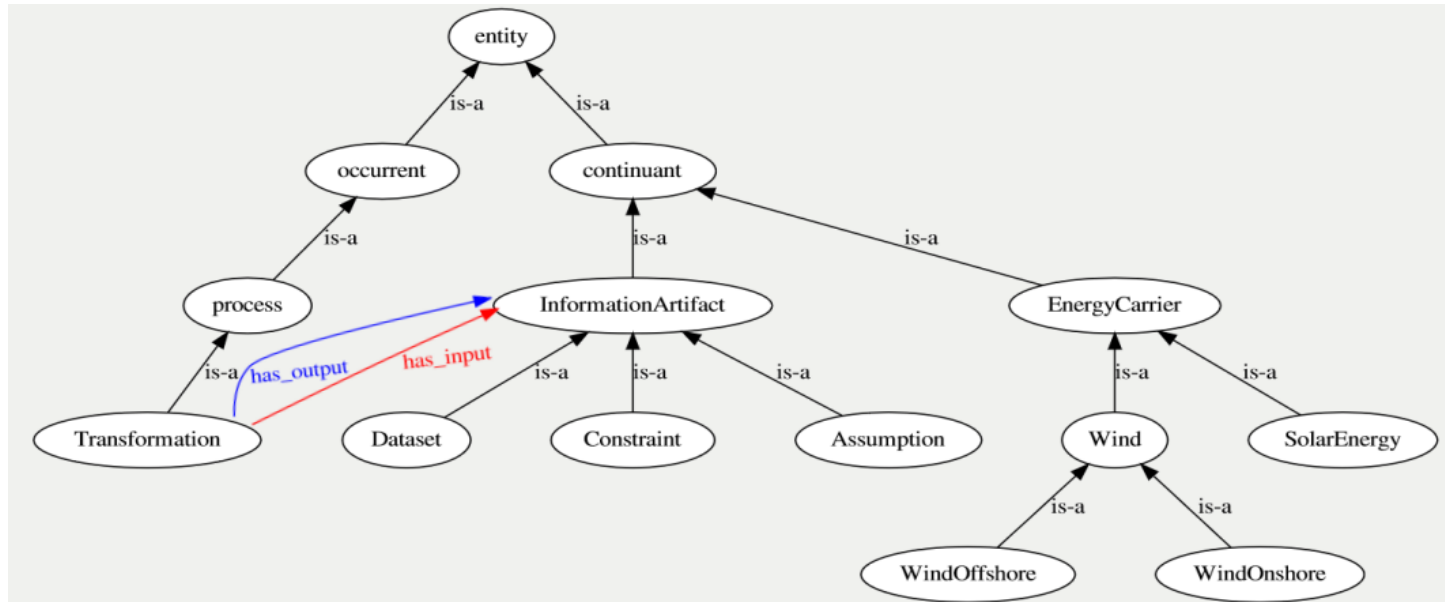 entity
is-a
is-a
occurrent
continuant
is-a
is-a
is-a
process
InformationArtifact
EnergyCarrier
is-a
has_output
has_input
is-a
is-a
is-a
is-a
is-a
Transformation
Dataset
Constraint
Assumption
Wind
SolarEnergy
is-a
is-a
WindOffshore
WindOnshore